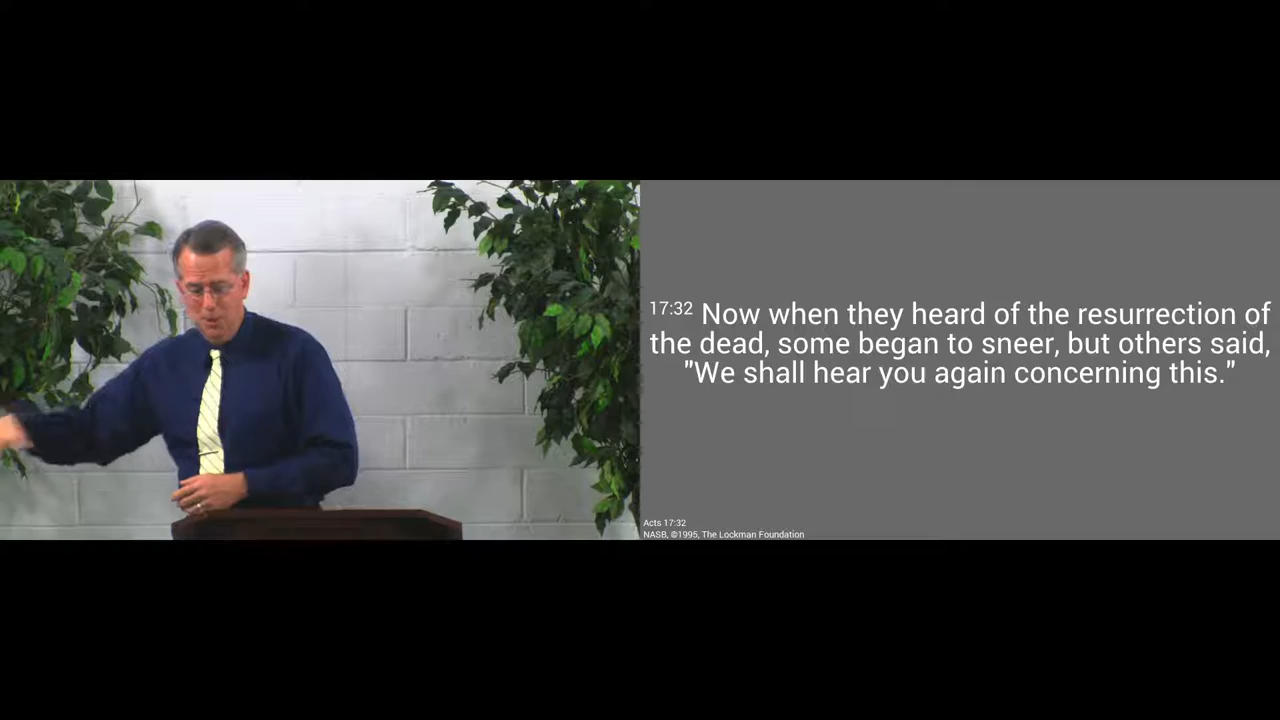 17:32 Now when they heard of the resurrection of
the dead, some began to sneer, but others said,
"We shall hear you again concerning this."
Acts 17:32
NASB, ©1995, The Lockman Foundation